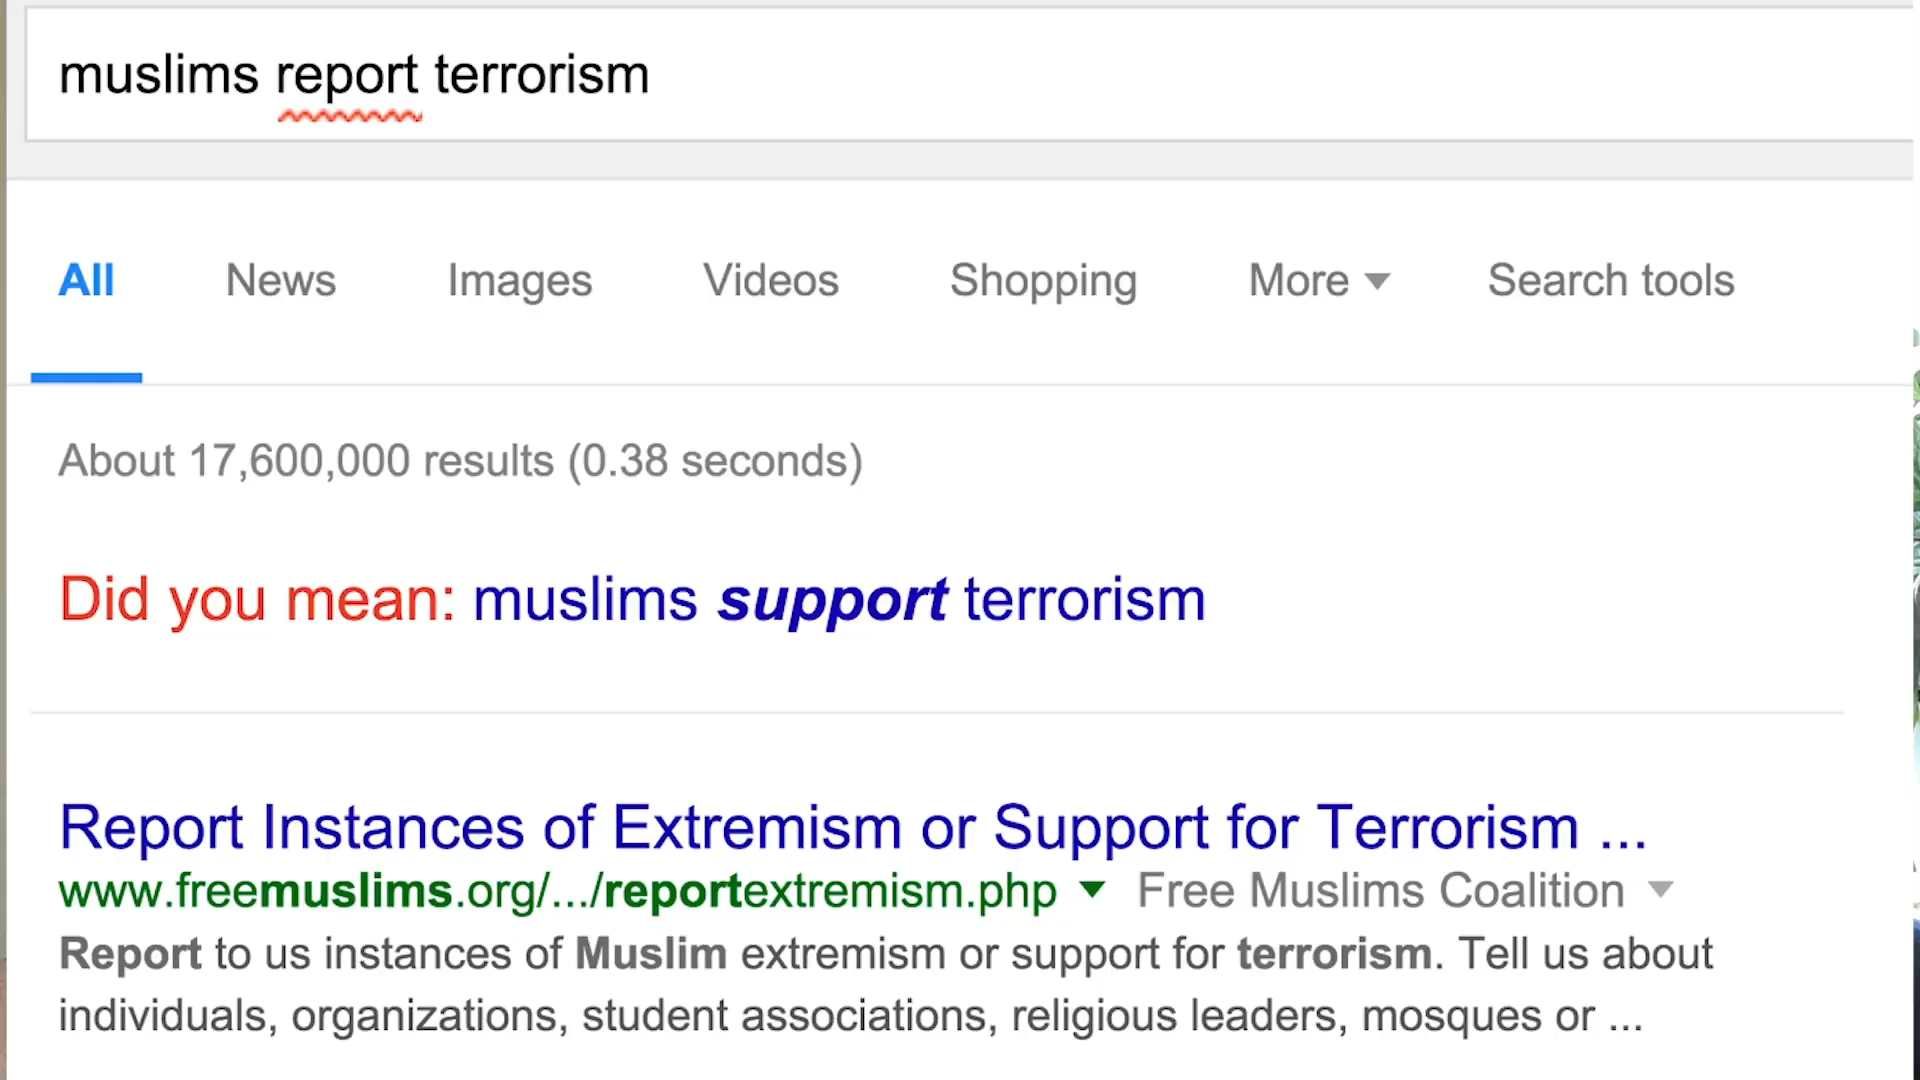 muslims report terrorism
All News Images Videos Shopping More Search tools
About 17,600,000 results (0.38 seconds)
Did you mean: muslims support terrorism
Report Instances of Extremism or Support for Terrorism ...
www.freemuslims.org/.../reportextremism.php Free Muslims Coalition
Report to us instances of Muslim extremism or support for terrorism. Tell us about
individuals, organizations, student associations, religious leaders, mosques or ...